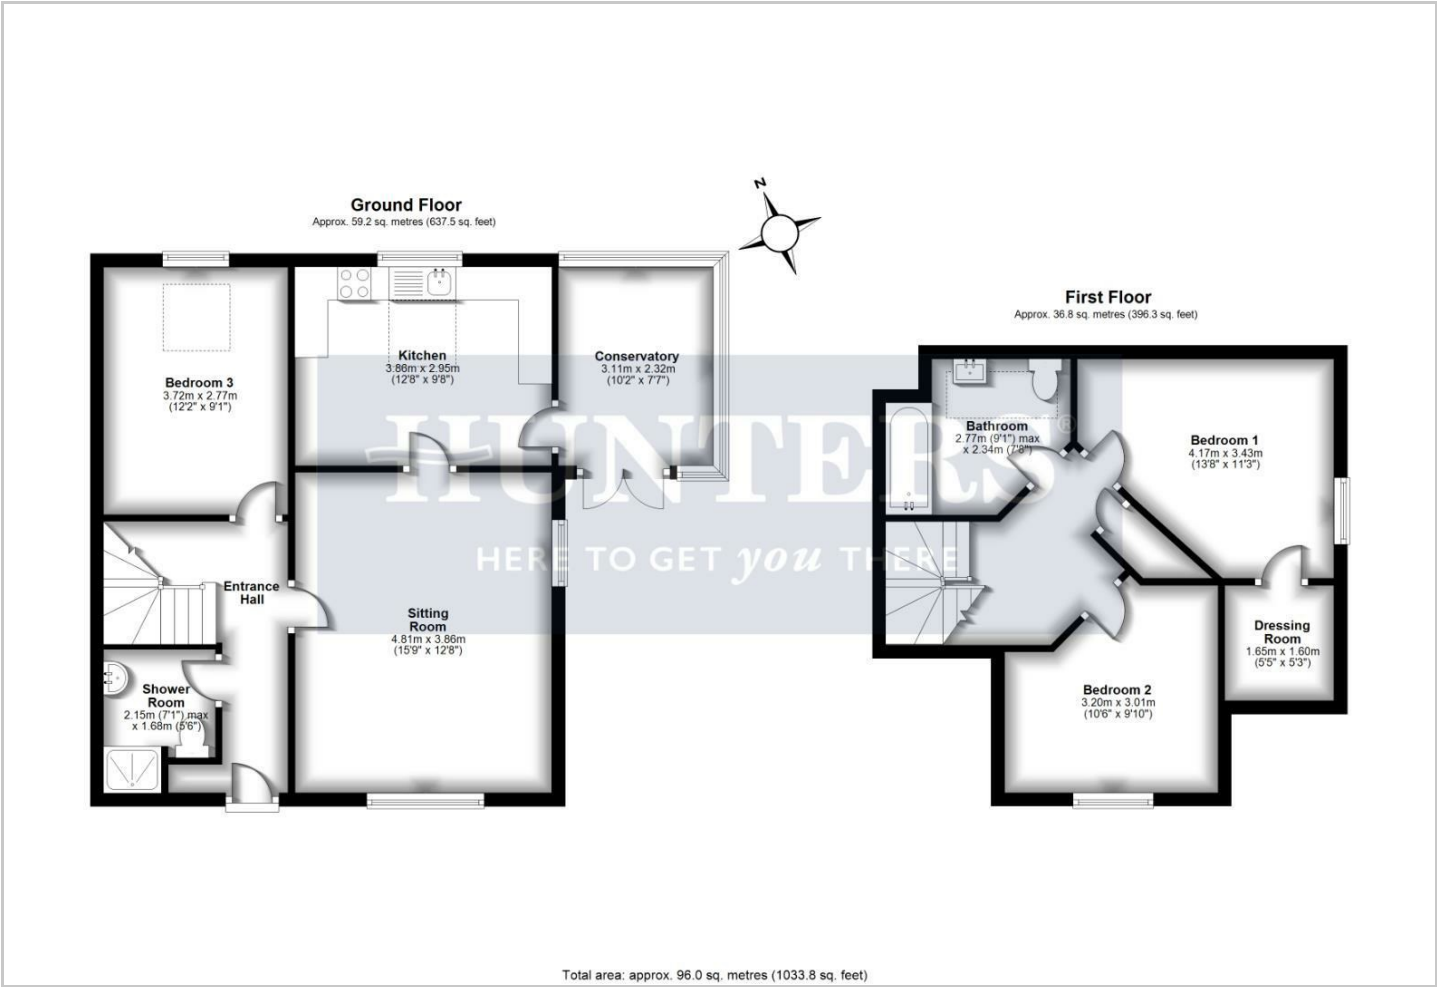 N
Ground Floor
Approx. 59.2 sq. metres (637.5 sq. feet)
Bedroom 3
3.72m x 2.77m
(12'2" x 9'1")
Kitchen
3.86m x 2.95m
(12'8" x 9'8")
Conservatory
3.11m x 2.32m
(10'2" x 7'7")
Entrance
Hall
Sitting
Room
4.81m x 3.86m
(15'9" x 12'8")
Shower
Room
2.15m (7'1") max
x 1.68m (5'6")
First Floor
Approx. 36.8 sq. metres (396.3 sq. feet)
Bathroom
2.77m (9'1") max
x 2.34m (7'8")
Bedroom 1
4.17m x 3.43m
(13'8" x 11'3")
Dressing
Room
1.65m x 1.60m
(5'5" x 5'3")
Bedroom 2
3.20m x 3.01m
(10'6" x 9'10")
HUNTERS®
HERE TO GET you THERE
Total area: approx. 96.0 sq. metres (1033.8 sq. feet)